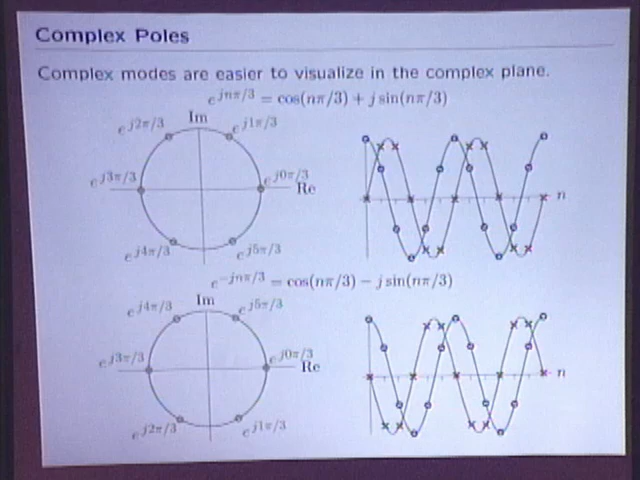 Complex Poles
Complex modes are easier to visualize in the complex plane.
e^{jnπ/3} = cos(nπ/3) + j sin(nπ/3)
Im
e^{j2π/3} e^{j1π/3}
e^{j3π/3} e^{j0π/3}
Re n
e^{j4π/3} e^{j5π/3}
e^{-jnπ/3} = cos(nπ/3) − j sin(nπ/3)
Im
e^{j4π/3} e^{j5π/3}
e^{j3π/3} e^{j0π/3}
Re n
e^{j2π/3} e^{j1π/3}